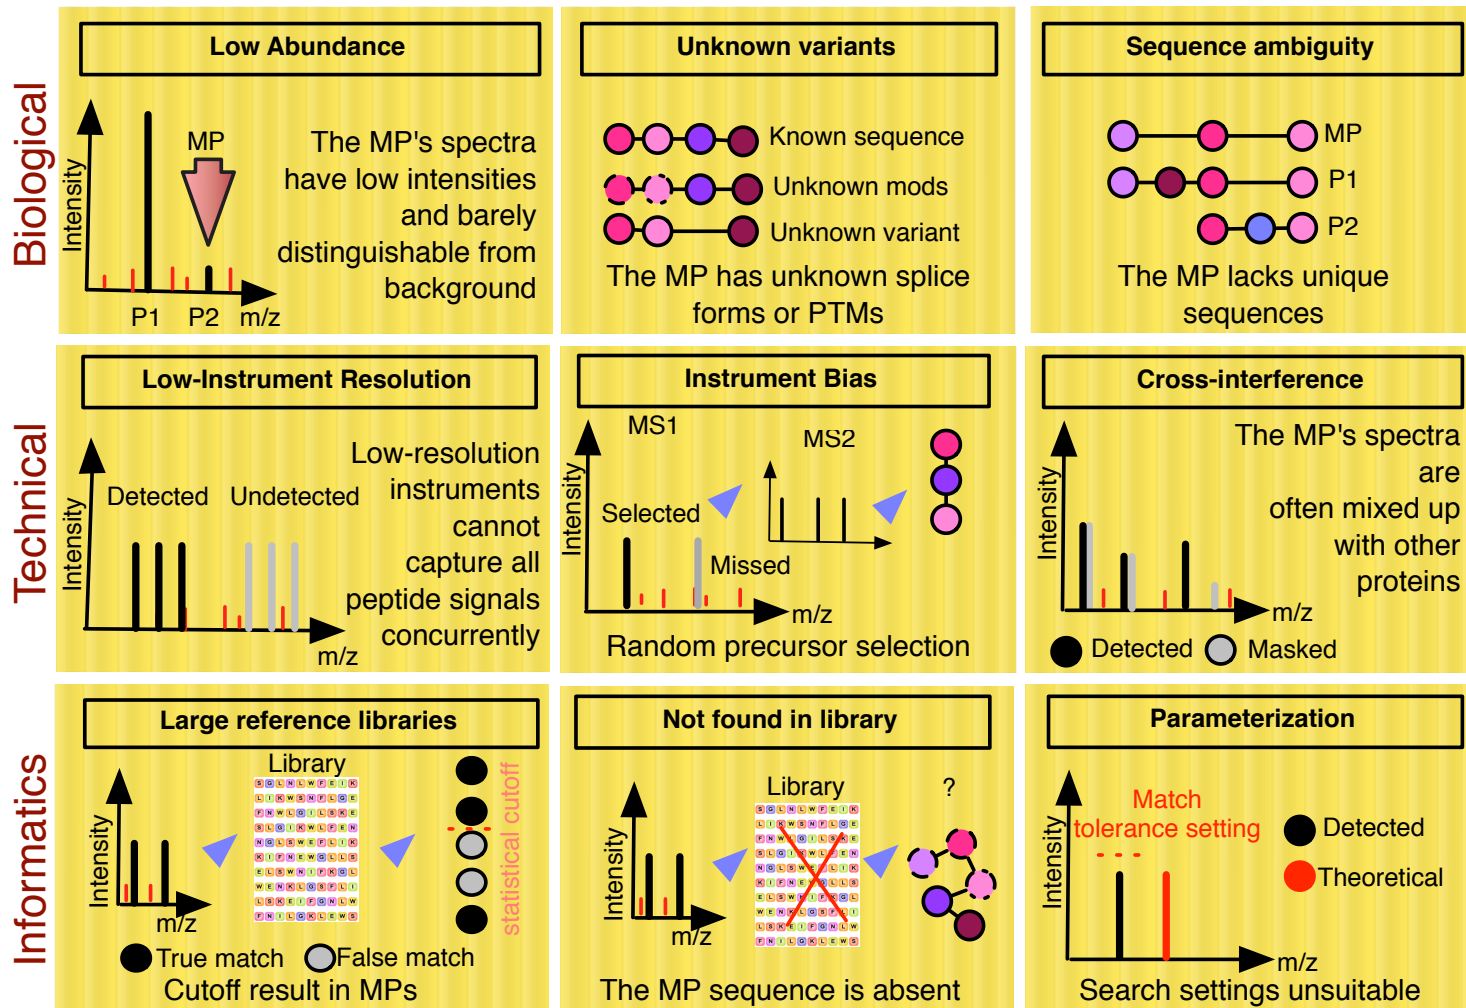 Biological
Low Abundance
Intensity
MP
The MP's spectra
have low intensities
and barely
distinguishable from
background
P1
P2
m/z
Unknown variants
Known sequence
Unknown mods
Unknown variant
The MP has unknown splice
forms or PTMs
Sequence ambiguity
MP
P1
P2
The MP lacks unique
sequences
Technical
Low-Instrument Resolution
Intensity
Detected
Undetected
m/z
Low-resolution
instruments
cannot
capture all
peptide signals
concurrently
Instrument Bias
MS1
MS2
Intensity
Selected
Missed
m/z
Random precursor selection
Cross-interference
The MP's spectra
are
often mixed up
with other
proteins
Intensity
m/z
Detected
Masked
Informatics
Large reference libraries
Library
Intensity
m/z
S G L N L W F E I K
L I K W S N F L G E
F N W L G I L S K E
S L G I K W L F E N
N G L S W E F L I K
K I F N E W G L L S
E L S W N I F K G L
W E N K L G S F L I
L S K E I F G N L W
F N I L G K L E W S
statistical cutoff
True match
False match
Cutoff result in MPs
Not found in library
Library
?
Intensity
m/z
S G L N L W F E I K
L I K W S N F L G E
F N W L G I L S K E
S L G I K W L F E N
N G L S W E F L I K
K I F N E W G L L S
E L S W N I F K G L
W E N K L G S F L I
L S K E I F G N L W
F N I L G K L E W S
The MP sequence is absent
Parameterization
Match
tolerance setting
Intensity
m/z
Detected
Theoretical
Search settings unsuitable